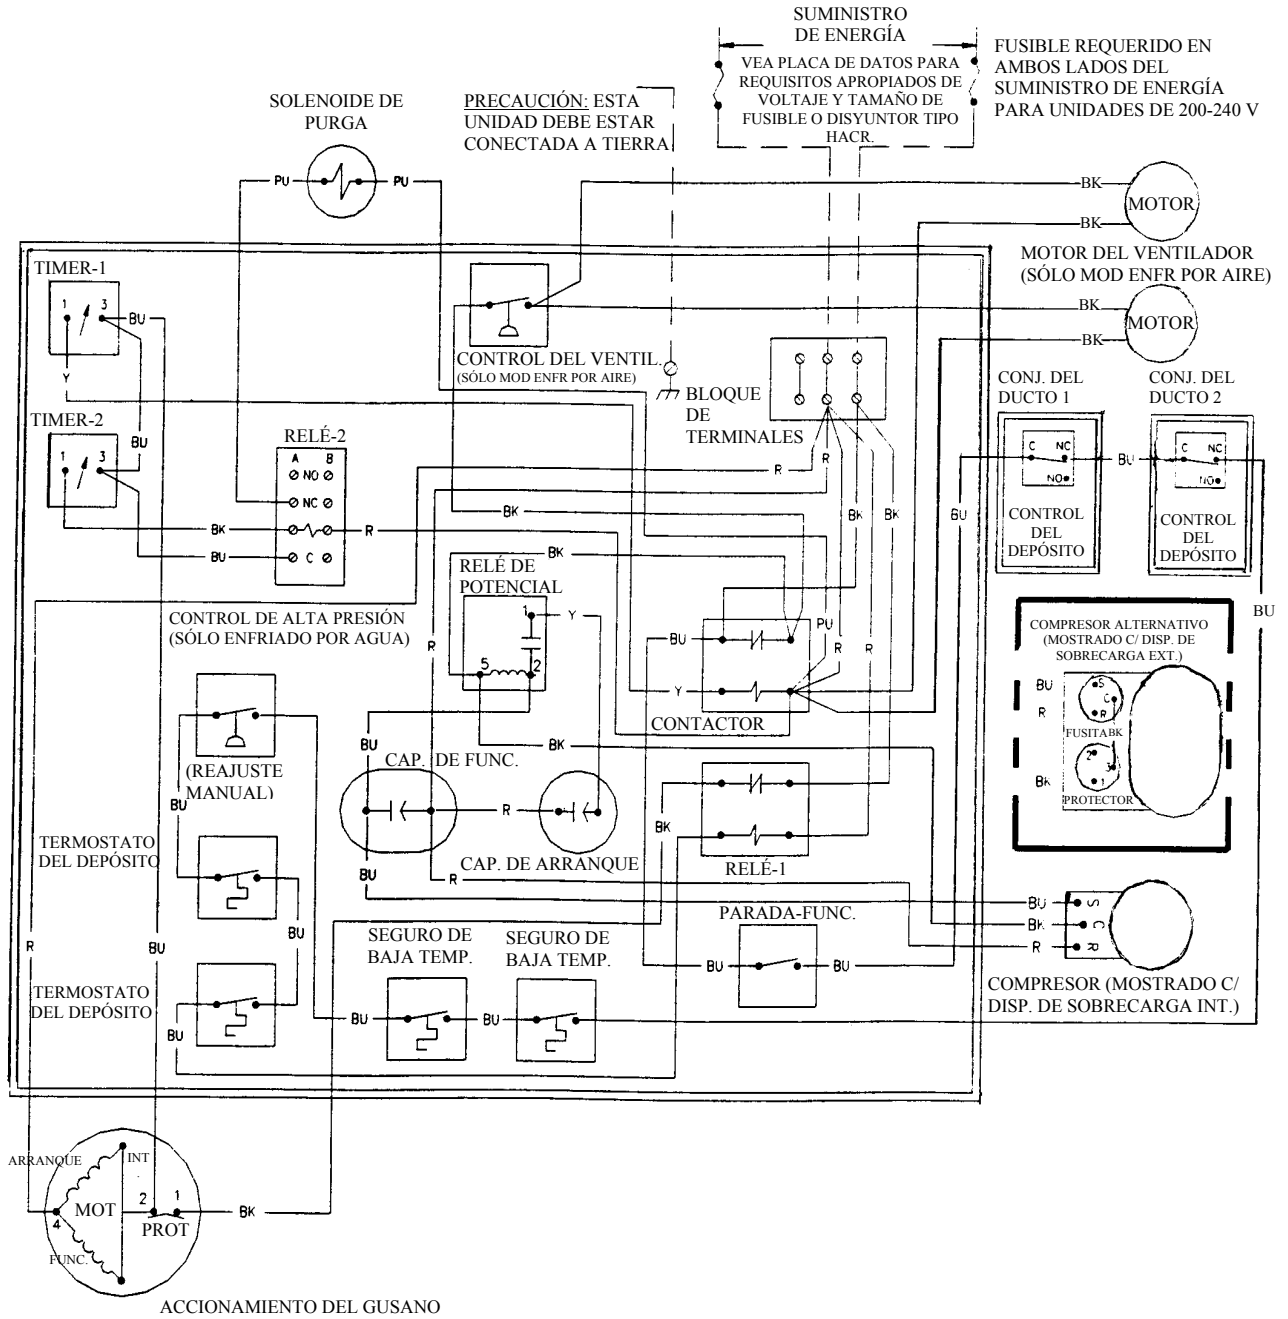 SUMINISTRO
DE ENERGÍA
VEA PLACA DE DATOS PARA
REQUISITOS APROPIADOS DE
VOLTAJE Y TAMAÑO DE
FUSIBLE O DISYUNTOR TIPO
HACR.
FUSIBLE REQUERIDO EN
AMBOS LADOS DEL
SUMINISTRO DE ENERGÍA
PARA UNIDADES DE 200-240 V
SOLENOIDE DE
PURGA
PU
PU
PRECAUCIÓN: ESTA
UNIDAD DEBE ESTAR
CONECTADA A TIERRA
BK
MOTOR
BK
MOTOR DEL VENTILADOR
(SÓLO MOD ENFR POR AIRE)
BK
MOTOR
BK
TIMER-1
1
3
BU
Y
TIMER-2
1
3
BU
CONTROL DEL VENTIL.
(SÓLO MOD ENFR POR AIRE)
BLOQUE
DE
TERMINALES
CONJ. DEL
DUCTO 1
C
NC
NO
CONTROL
DEL
DEPÓSITO
BU
CONJ. DEL
DUCTO 2
C
NC
NO
CONTROL
DEL
DEPÓSITO
BU
RELÉ-2
A B
NO
NC
C
BK
BU
R
R
R
BK
BK
BK
BU
BK
RELÉ DE
POTENCIAL
1
5
2
Y
CONTROL DE ALTA PRESIÓN
(SÓLO ENFRIADO POR AGUA)
(REAJUSTE
MANUAL)
R
BU
PU
R
R
Y
CONTACTOR
COMPRESOR ALTERNATIVO
(MOSTRADO C/ DISP. DE
SOBRECARGA EXT.)
BU
R
BK
S
C
R
FUSITA
BK
2
3
1
PROTECTOR
BU
BU
CAP. DE FUNC.
BK
R
CAP. DE ARRANQUE
BK
RELÉ-1
TERMOSTATO
DEL DEPÓSITO
BU
BU
R
TERMOSTATO
DEL DEPÓSITO
BU
R
BU
SEGURO DE
BAJA TEMP.
SEGURO DE
BAJA TEMP.
BU
BU
PARADA-FUNC.
BU
BU
BU
BK
R
S
C
R
COMPRESOR (MOSTRADO C/
DISP. DE SOBRECARGA INT.)
ARRANQUE
INT
MOT
4
2
1
PROT
FUNC.
BK
ACCIONAMIENTO DEL GUSANO